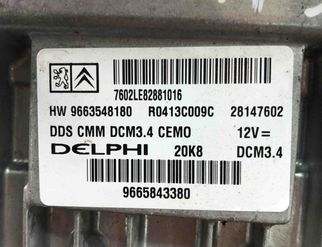 7602LE82881016
HW 9663548180 R0413C009C 28147602
DDS CMM DCM3.4 CEMO 12V=
DELPHI 20K8 DCM3.4
9665843380